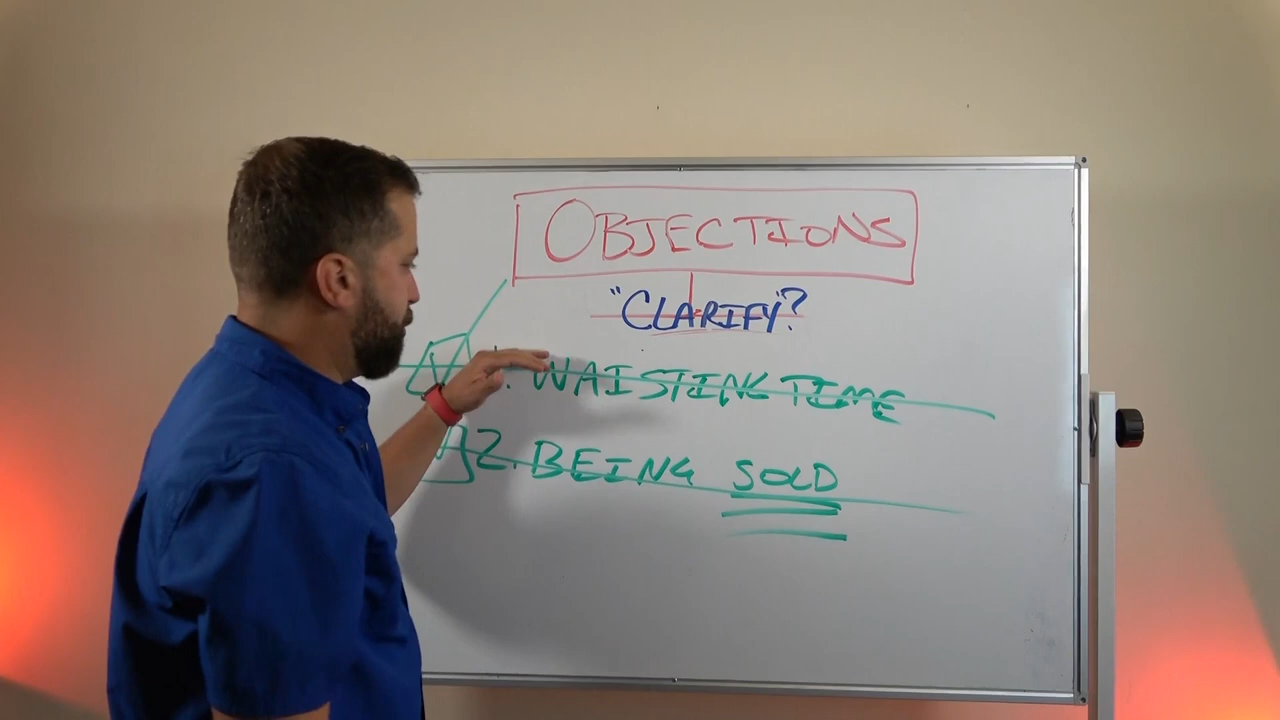 OBJECTIONS
"CLARIFY"?
1. WAISTING TIME
2. BEING SOLD